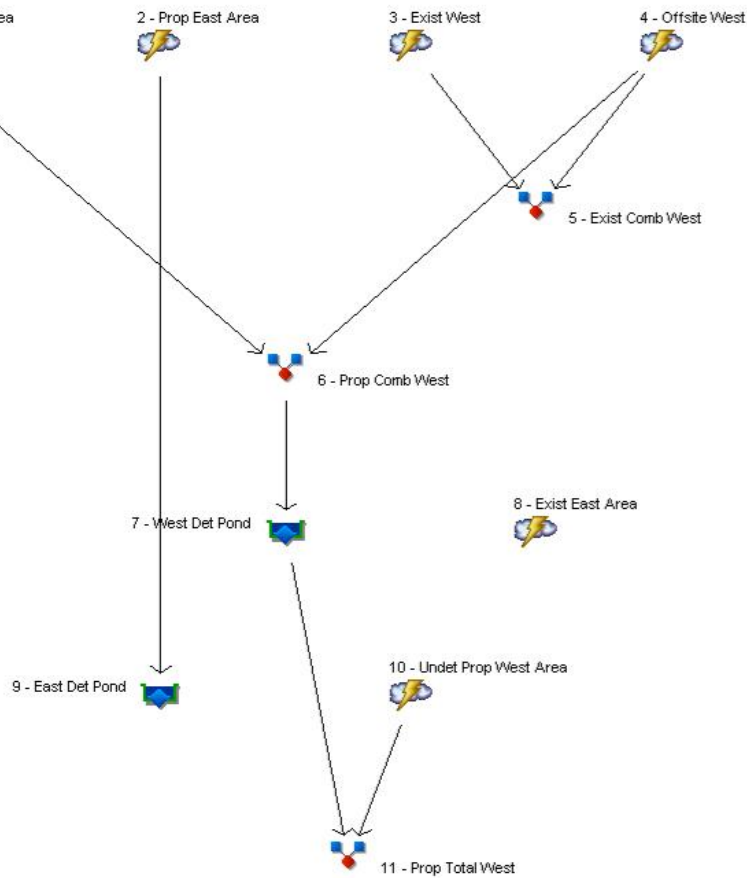 ea
2 - Prop East Area
3 - Exist West
4 - Offsite West
5 - Exist Comb West
6 - Prop Comb West
8 - Exist East Area
7 - West Det Pond
10 - Undet Prop West Area
9 - East Det Pond
11 - Prop Total West